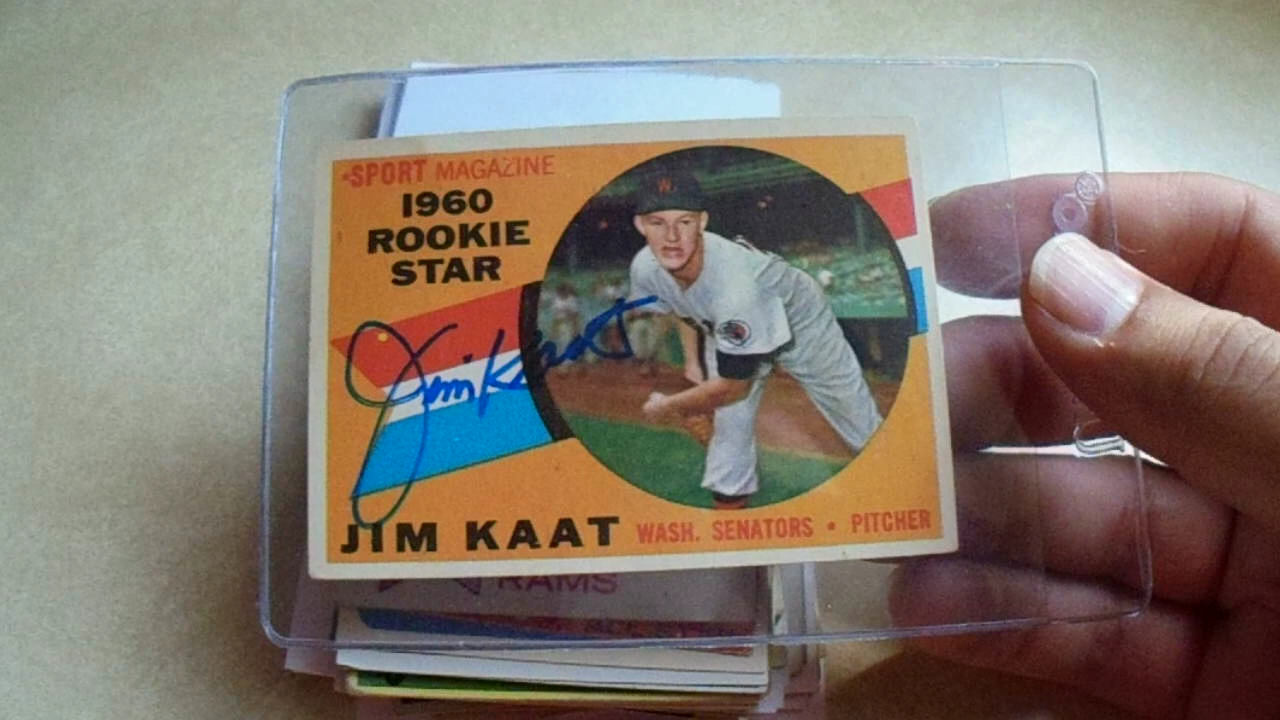 SPORT MAGAZINE
1960
ROOKIE
STAR
W
Jim Kaat
JIM KAAT WASH. SENATORS • PITCHER
RAMS